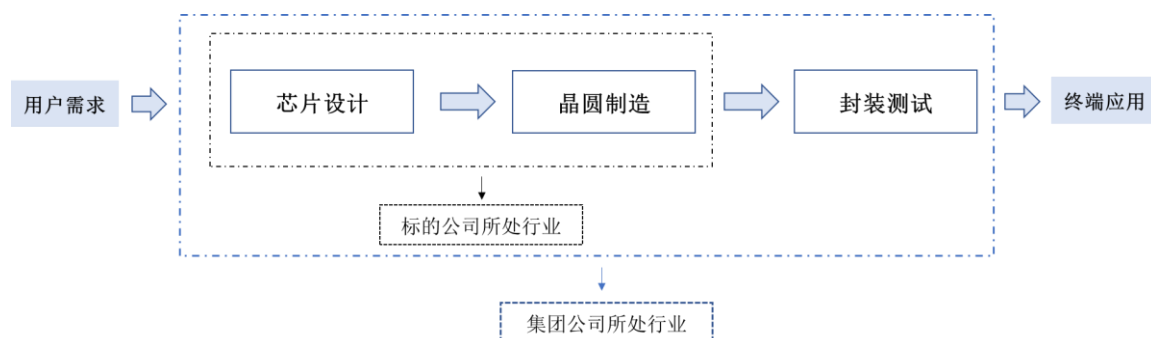 用户需求
芯片设计
晶圆制造
封装测试
终端应用
标的公司所处行业
集团公司所处行业